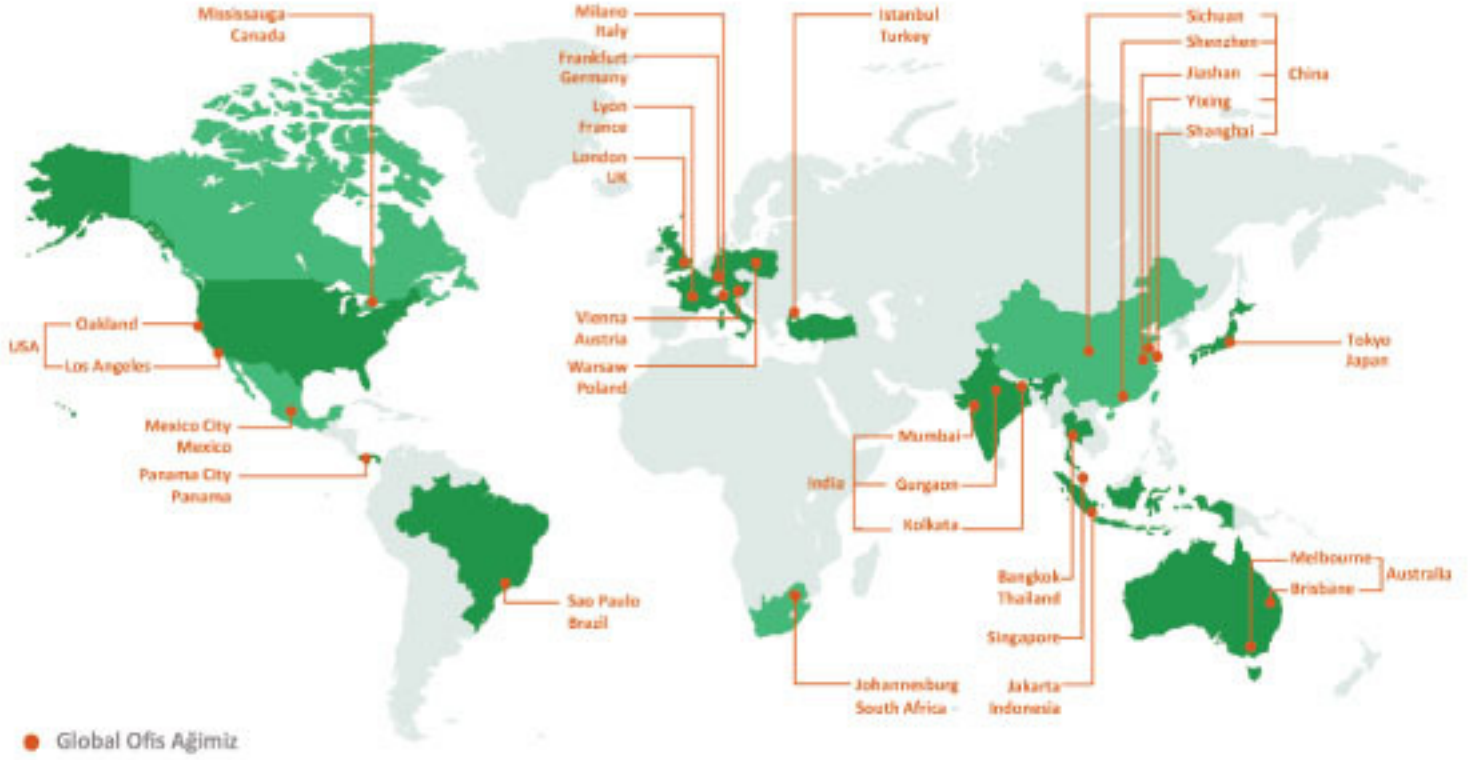 Mississauga
Canada
Milano
Italy
Frankfurt
Germany
Lyon
France
London
UK
Istanbul
Turkey
Sichuan
Shenzhen
Jiashan
Yixing
Shanghai
China
Oakland
USA
Los Angeles
Vienna
Austria
Warsaw
Poland
Tokyo
Japan
Mexico City
Mexico
Panama City
Panama
Mumbai
India
Gurgaon
Kolkata
Sao Paulo
Brazil
Bangkok
Thailand
Singapore
Melbourne
Australia
Brisbane
Johannesburg
South Africa
Jakarta
Indonesia
Global Ofis Ağimiz